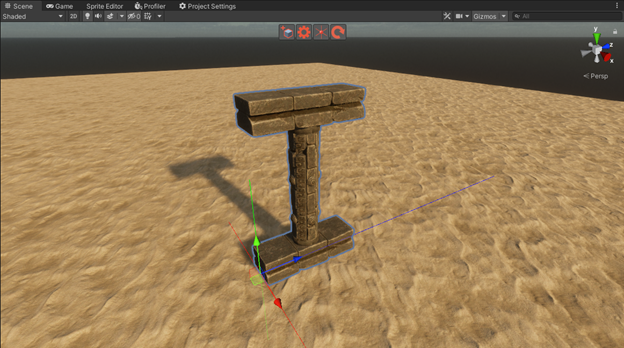 Scene Game Sprite Editor Profiler Project Settings
Shaded 2D 0 Gizmos All
y
z
x
Persp